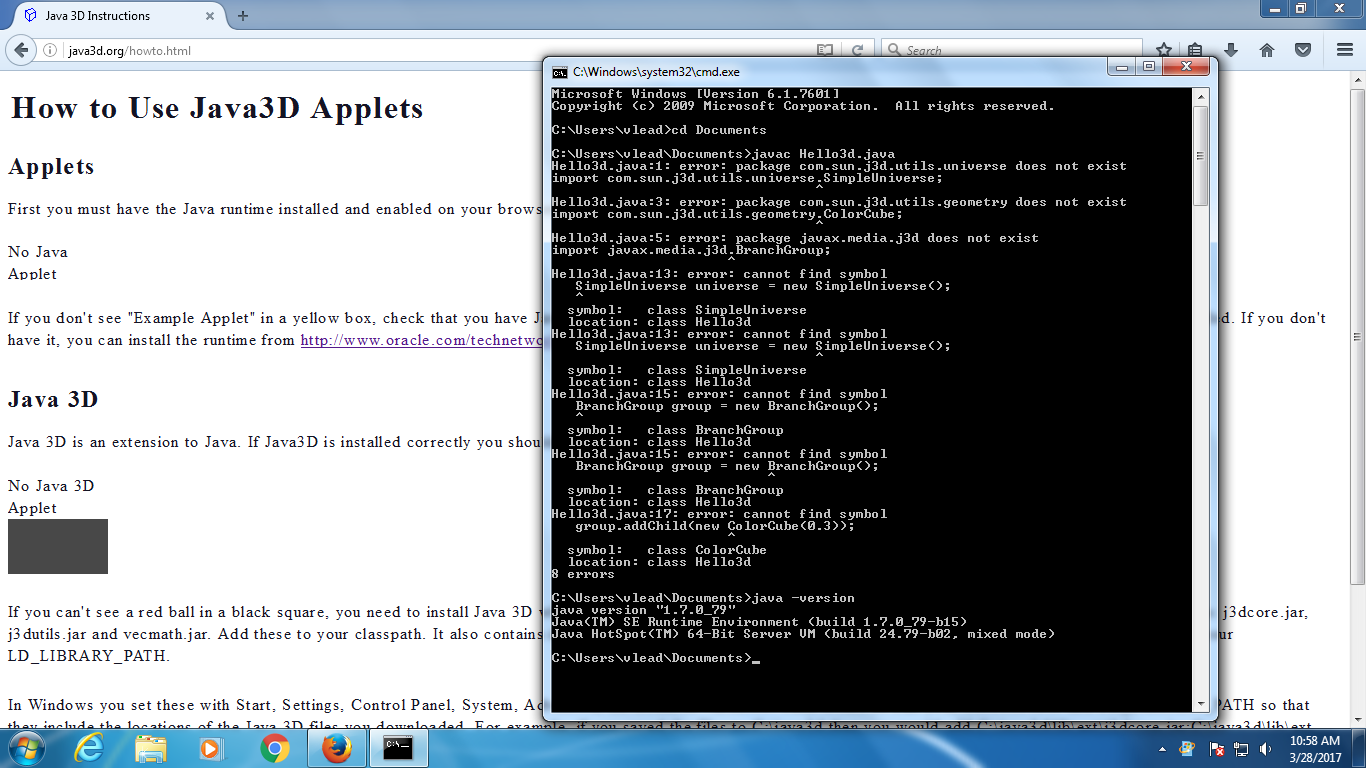 Java 3D Instructions
java3d.org/howto.html
Search
How to Use Java3D Applets
Applets
First you must have the Java runtime installed and enabled on your brows
No Java
Applet
If you don't see "Example Applet" in a yellow box, check that you have J
d. If you don't
have it, you can install the runtime from http://www.oracle.com/technetwo
Java 3D
Java 3D is an extension to Java. If Java3D is installed correctly you shou
No Java 3D
Applet
If you can't see a red ball in a black square, you need to install Java 3D
j3dcore.jar,
j3dutils.jar and vecmath.jar. Add these to your classpath. It also contains
ur
LD_LIBRARY_PATH.
In Windows you set these with Start, Settings, Control Panel, System, Ad
PATH so that
they include the locations of the Java 3D files you downloaded. For example, if you saved the files to C:\java3d then you would add C:\java3d\lib\ext\j3dcore.jar;C:\java3d\lib\ext
C:\Windows\system32\cmd.exe
Microsoft Windows [Version 6.1.7601]
Copyright (c) 2009 Microsoft Corporation. All rights reserved.
C:\Users\vlead>cd Documents
C:\Users\vlead\Documents>javac Hello3d.java
Hello3d.java:1: error: package com.sun.j3d.utils.universe does not exist
import com.sun.j3d.utils.universe.SimpleUniverse;
^
Hello3d.java:3: error: package com.sun.j3d.utils.geometry does not exist
import com.sun.j3d.utils.geometry.ColorCube;
^
Hello3d.java:5: error: package javax.media.j3d does not exist
import javax.media.j3d.BranchGroup;
^
Hello3d.java:13: error: cannot find symbol
SimpleUniverse universe = new SimpleUniverse();
^
symbol: class SimpleUniverse
location: class Hello3d
Hello3d.java:13: error: cannot find symbol
SimpleUniverse universe = new SimpleUniverse();
^
symbol: class SimpleUniverse
location: class Hello3d
Hello3d.java:15: error: cannot find symbol
BranchGroup group = new BranchGroup();
^
symbol: class BranchGroup
location: class Hello3d
Hello3d.java:15: error: cannot find symbol
BranchGroup group = new BranchGroup();
^
symbol: class BranchGroup
location: class Hello3d
Hello3d.java:17: error: cannot find symbol
group.addChild(new ColorCube(0.3));
^
symbol: class ColorCube
location: class Hello3d
8 errors
C:\Users\vlead\Documents>java -version
java version "1.7.0_79"
Java(TM) SE Runtime Environment (build 1.7.0_79-b15)
Java HotSpot(TM) 64-Bit Server VM (build 24.79-b02, mixed mode)
C:\Users\vlead\Documents>_
10:58 AM
3/28/2017